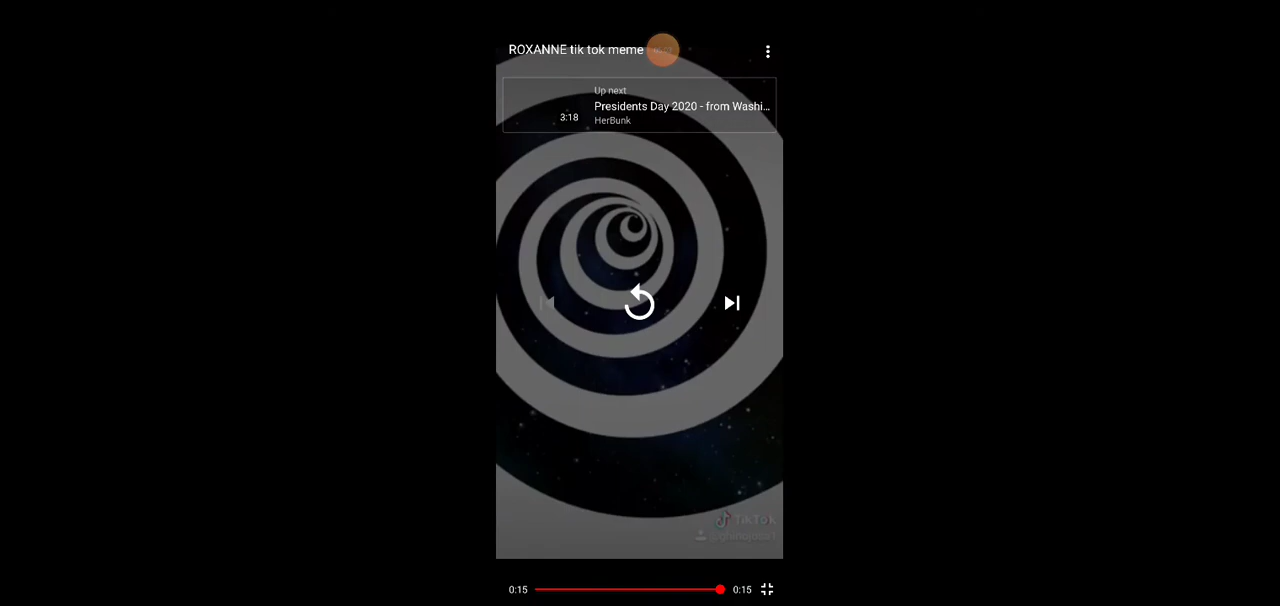 ROXANNE tik tok meme
Up next
Presidents Day 2020 - from Washi...
3:18
HerBunk
TikTok
0:15
0:15